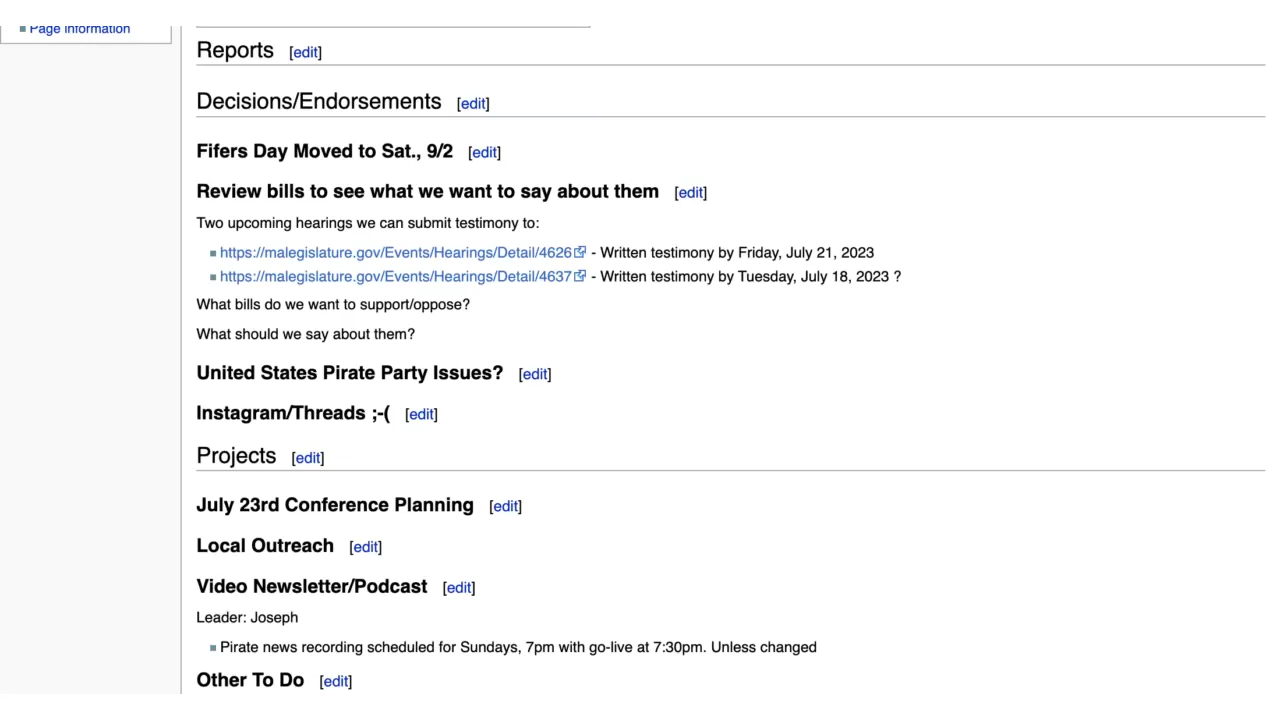 Page information
Reports [edit]
Decisions/Endorsements [edit]
Fifers Day Moved to Sat., 9/2 [edit]
Review bills to see what we want to say about them [edit]
Two upcoming hearings we can submit testimony to:
https://malegislature.gov/Events/Hearings/Detail/4626 - Written testimony by Friday, July 21, 2023
https://malegislature.gov/Events/Hearings/Detail/4637 - Written testimony by Tuesday, July 18, 2023 ?
What bills do we want to support/oppose?
What should we say about them?
United States Pirate Party Issues? [edit]
Instagram/Threads ;-( [edit]
Projects [edit]
July 23rd Conference Planning [edit]
Local Outreach [edit]
Video Newsletter/Podcast [edit]
Leader: Joseph
Pirate news recording scheduled for Sundays, 7pm with go-live at 7:30pm. Unless changed
Other To Do [edit]